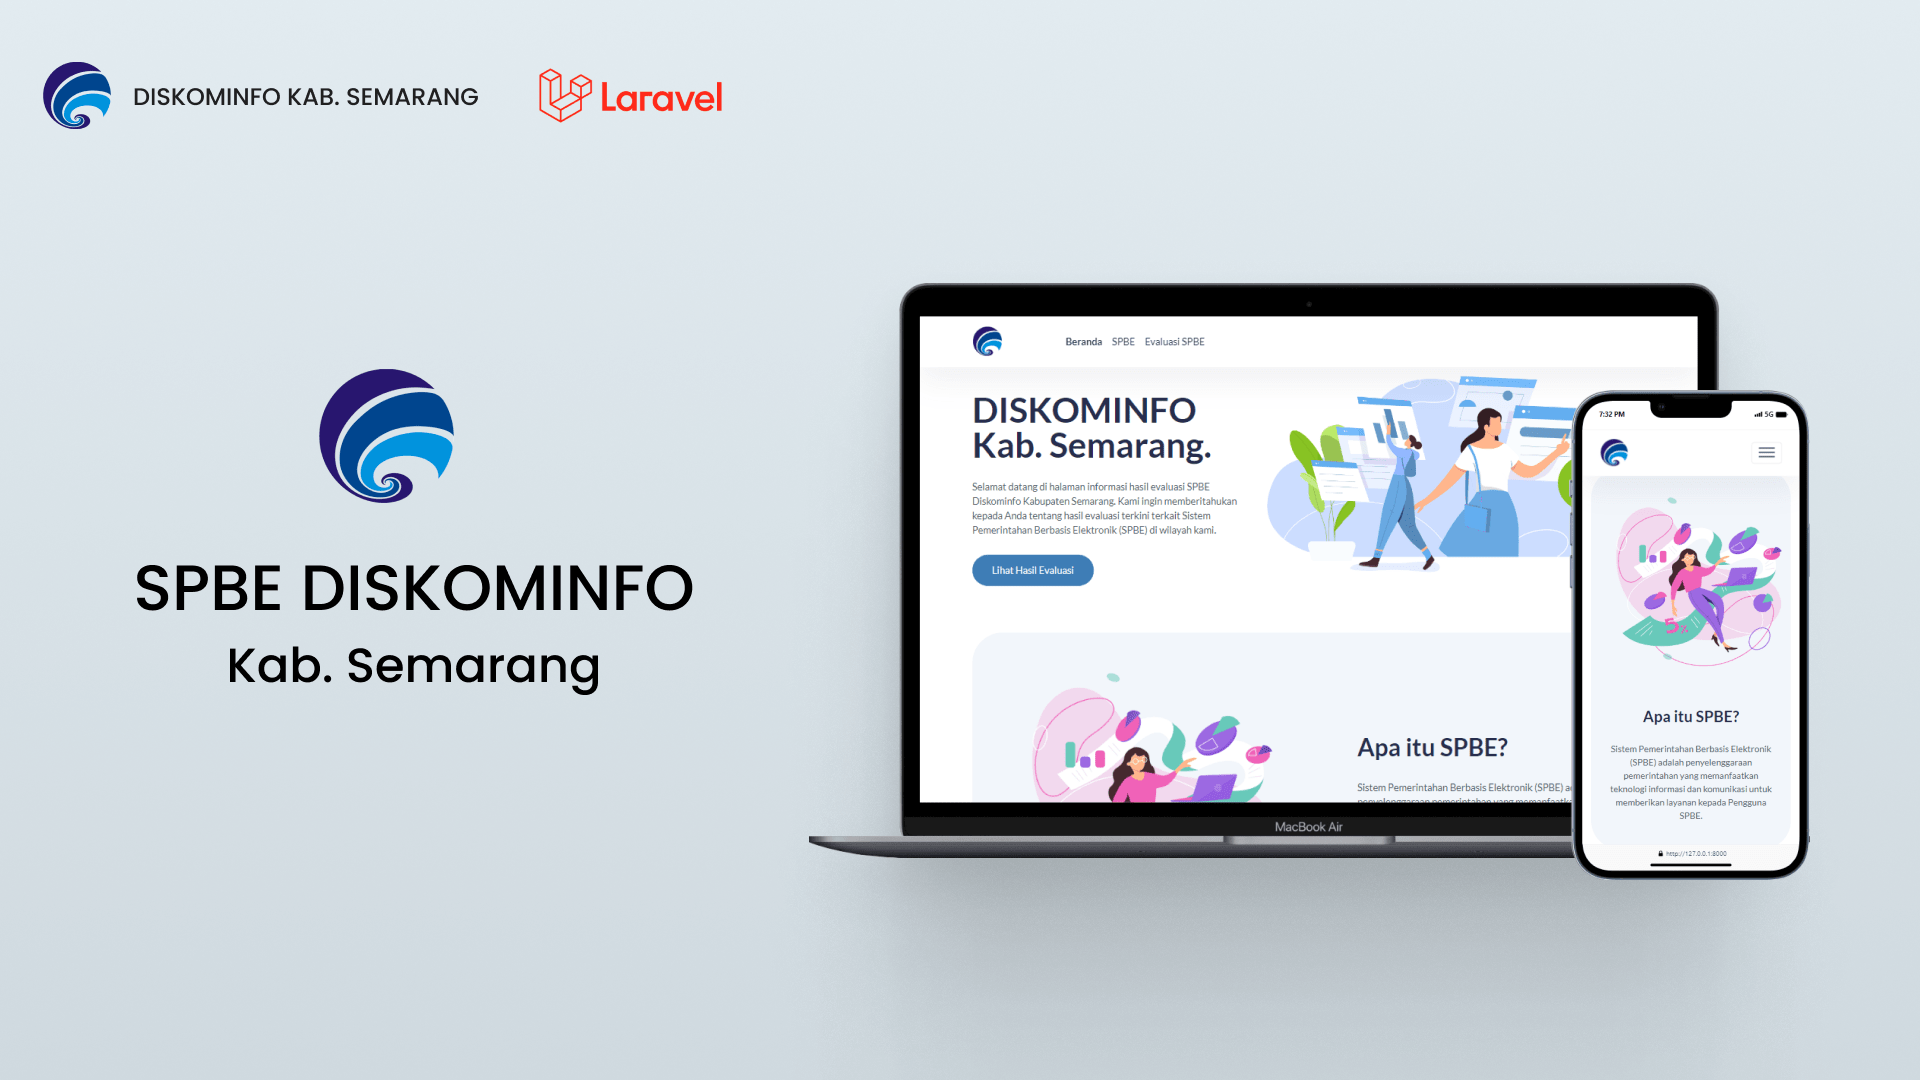 DISKOMINFO KAB. SEMARANG
Laravel
SPBE DISKOMINFO
Kab. Semarang
Beranda SPBE Evaluasi SPBE
DISKOMINFO
Kab. Semarang.
Selamat datang di halaman informasi hasil evaluasi SPBE
Diskominfo Kabupaten Semarang. Kami ingin memberitahukan
kepada Anda tentang hasil evaluasi terkini terkait Sistem
Pemerintahan Berbasis Elektronik (SPBE) di wilayah kami.
Lihat Hasil Evaluasi
Apa itu SPBE?
Sistem Pemerintahan Berbasis Elektronik (SPBE)
penyelenggaraan pemerintahan yang
MacBook Air
7:32 PM
5G
5%
Apa itu SPBE?
Sistem Pemerintahan Berbasis Elektronik
(SPBE) adalah penyelenggaraan
pemerintahan yang memanfaatkan
teknologi informasi dan komunikasi untuk
memberikan layanan kepada Pengguna
SPBE.
http://127.0.0.1:8000